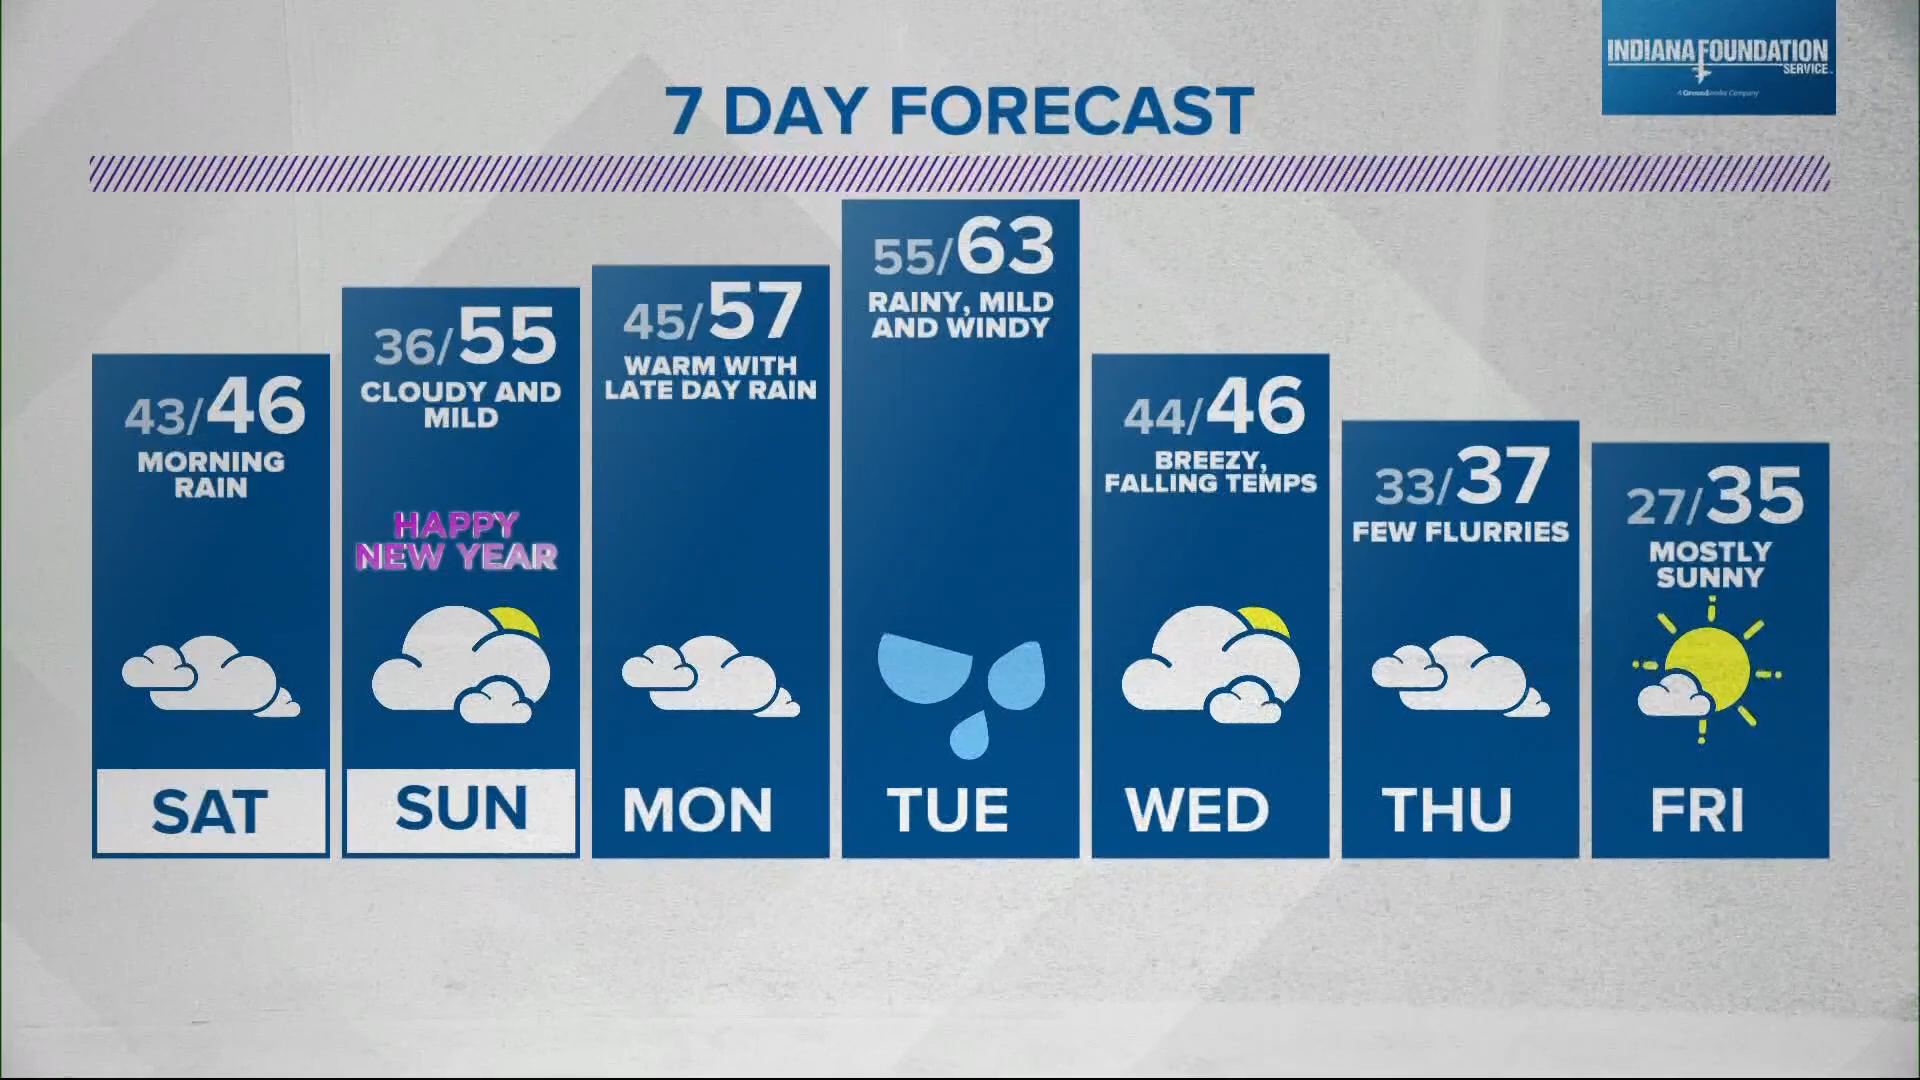 INDIANA FOUNDATION
SERVICE
A Groundworks Company
7 DAY FORECAST
43/46
MORNING
RAIN
SAT
36/55
CLOUDY AND
MILD
HAPPY
NEW YEAR
SUN
45/57
WARM WITH
LATE DAY RAIN
MON
55/63
RAINY, MILD
AND WINDY
TUE
44/46
BREEZY,
FALLING TEMPS
WED
33/37
FEW FLURRIES
THU
27/35
MOSTLY
SUNNY
FRI